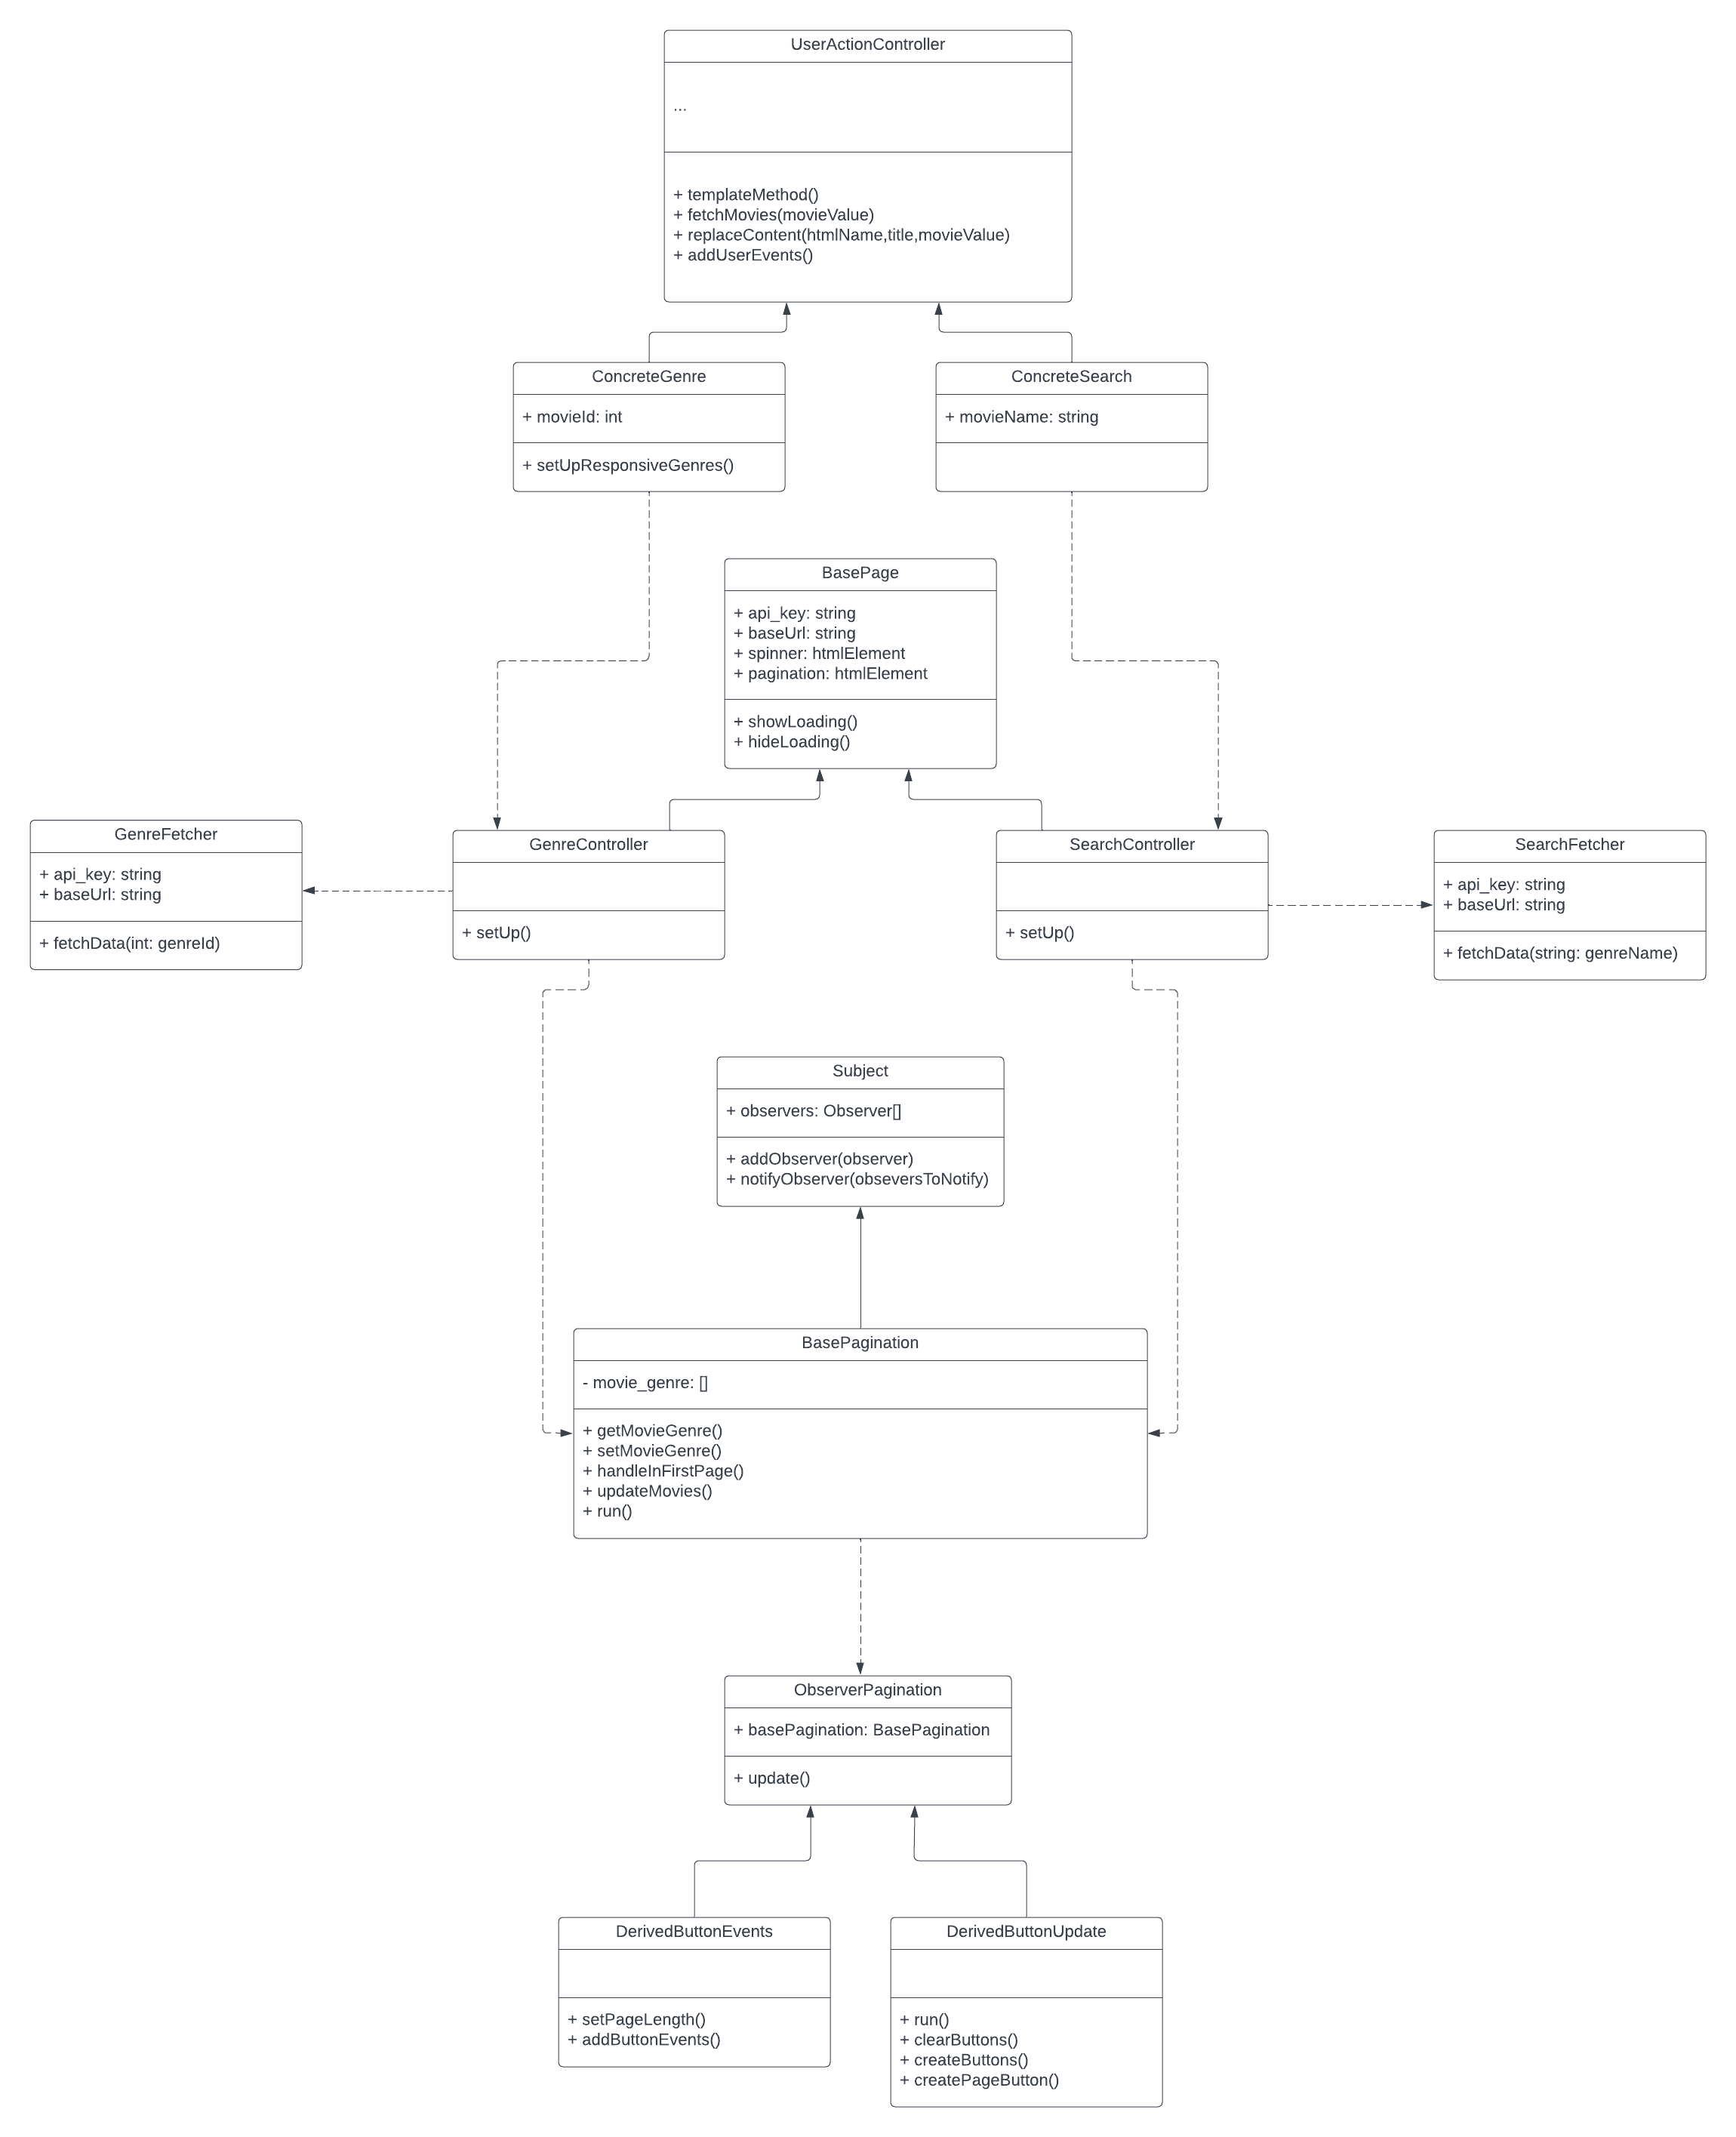 UserActionController
...
+ templateMethod()
+ fetchMovies(movieValue)
+ replaceContent(htmlName,title,movieValue)
+ addUserEvents()
ConcreteGenre
+ movieId: int
+ setUpResponsiveGenres()
ConcreteSearch
+ movieName: string
BasePage
+ api_key: string
+ baseUrl: string
+ spinner: htmlElement
+ pagination: htmlElement
+ showLoading()
+ hideLoading()
GenreFetcher
+ api_key: string
+ baseUrl: string
+ fetchData(int: genreId)
GenreController
+ setUp()
SearchController
+ setUp()
SearchFetcher
+ api_key: string
+ baseUrl: string
+ fetchData(string: genreName)
Subject
+ observers: Observer[]
+ addObserver(observer)
+ notifyObserver(obseversToNotify)
BasePagination
- movie_genre: []
+ getMovieGenre()
+ setMovieGenre()
+ handleInFirstPage()
+ updateMovies()
+ run()
ObserverPagination
+ basePagination: BasePagination
+ update()
DerivedButtonEvents
+ setPageLength()
+ addButtonEvents()
DerivedButtonUpdate
+ run()
+ clearButtons()
+ createButtons()
+ createPageButton()